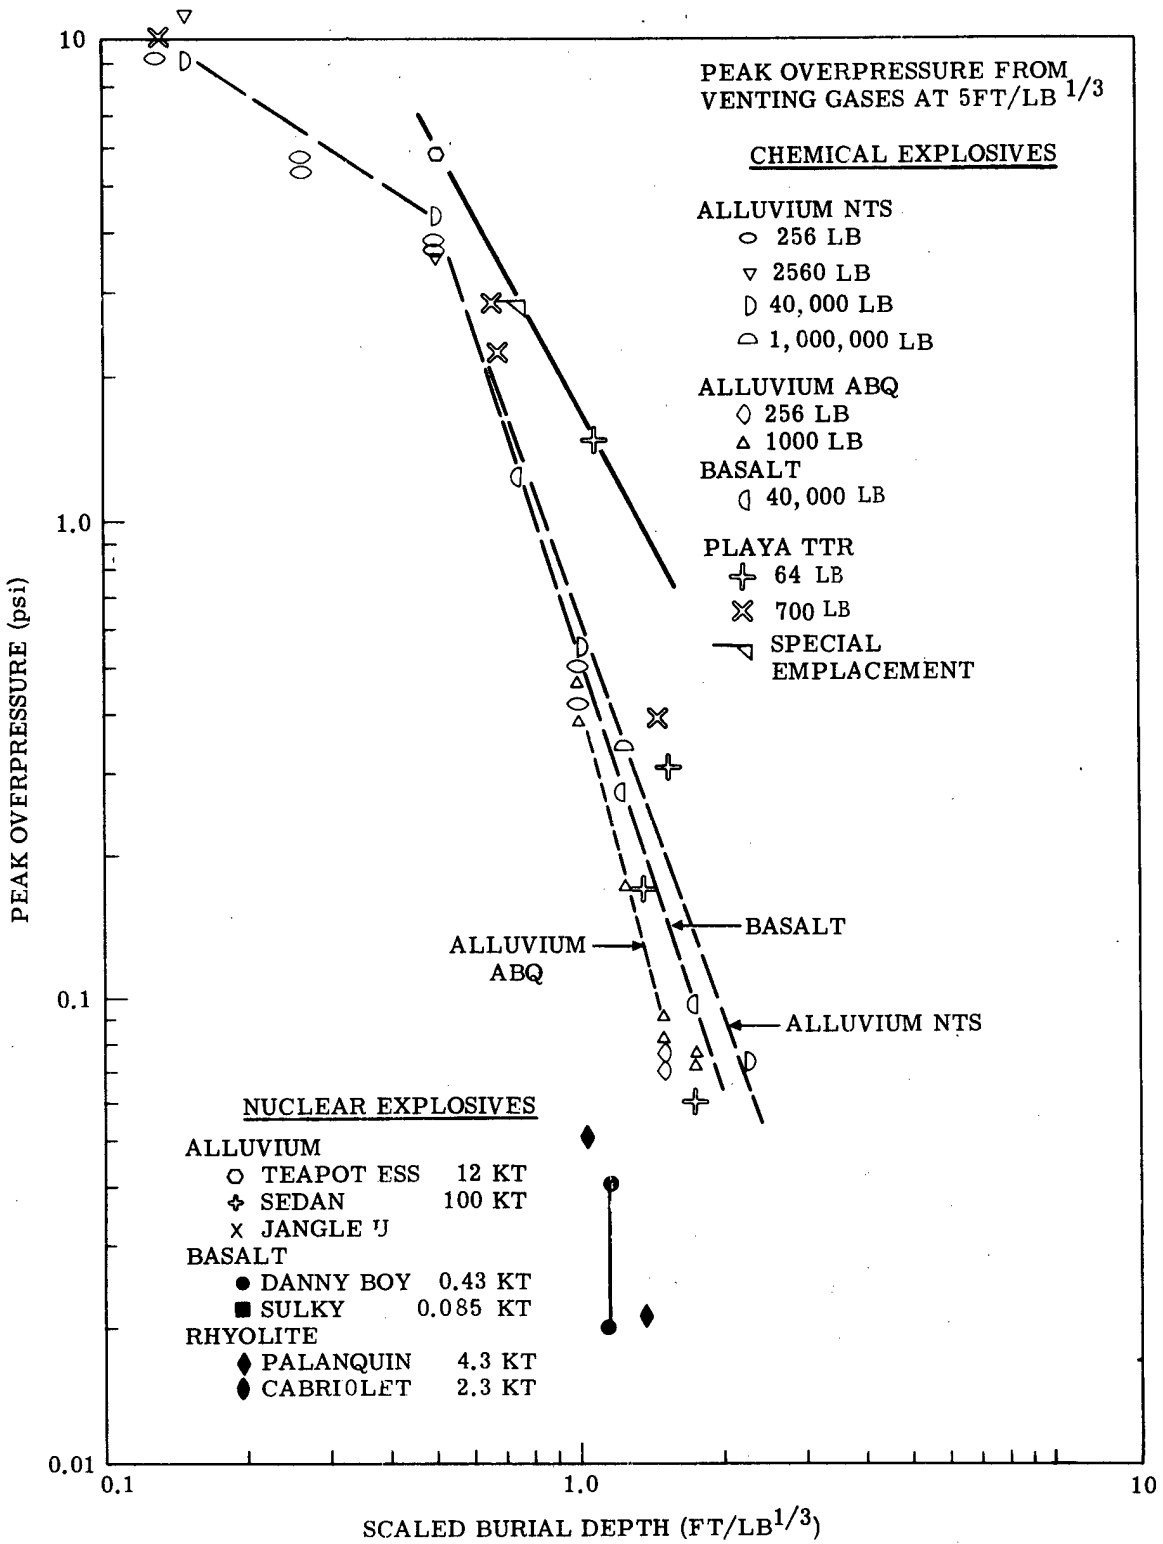 10
PEAK OVERPRESSURE FROM
VENTING GASES AT 5FT/LB 1/3
CHEMICAL EXPLOSIVES
ALLUVIUM NTS
256 LB
2560 LB
40,000 LB
1,000,000 LB
ALLUVIUM ABQ
256 LB
1000 LB
BASALT
40,000 LB
PLAYA TTR
64 LB
700 LB
SPECIAL
EMPLACEMENT
1.0
PEAK OVERPRESSURE (psi)
BASALT
ALLUVIUM
ABQ
0.1
ALLUVIUM NTS
NUCLEAR EXPLOSIVES
ALLUVIUM
TEAPOT ESS 12 KT
SEDAN 100 KT
JANGLE U
BASALT
DANNY BOY 0.43 KT
SULKY 0.085 KT
RHYOLITE
PALANQUIN 4.3 KT
CABRIOLET 2.3 KT
0.01
0.1 1.0 10
SCALED BURIAL DEPTH (FT/LB1/3)